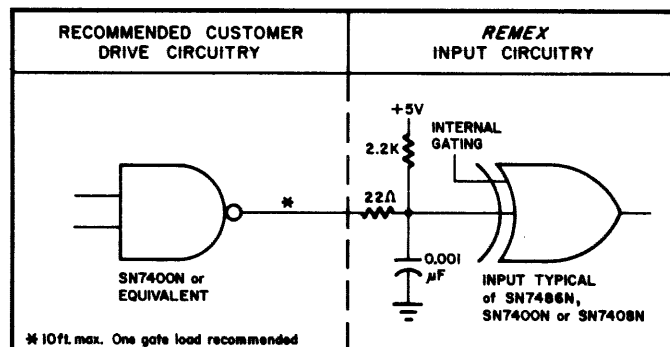 RECOMMENDED CUSTOMER
DRIVE CIRCUITRY
REMEX
INPUT CIRCUITRY
+5V
INTERNAL
GATING
2.2K
*
22Ω
SN7400N or
EQUIVALENT
0.001
μF
INPUT TYPICAL
of SN7486N,
SN7400N or SN7408N
* 10ft. max. One gate load recommended